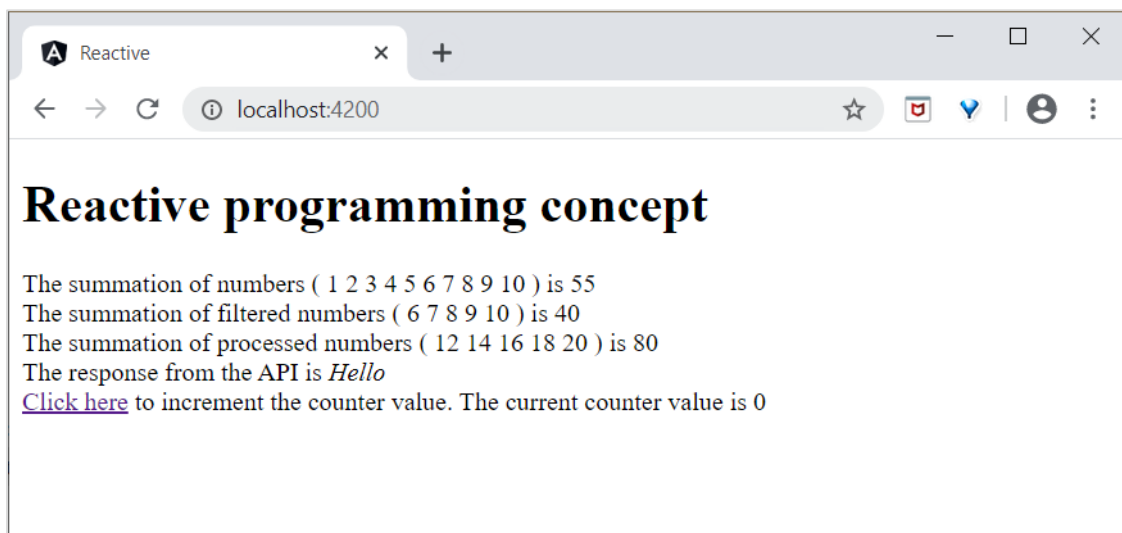 Reactive
localhost:4200
Reactive programming concept
The summation of numbers ( 1 2 3 4 5 6 7 8 9 10 ) is 55
The summation of filtered numbers ( 6 7 8 9 10 ) is 40
The summation of processed numbers ( 12 14 16 18 20 ) is 80
The response from the API is Hello
Click here to increment the counter value. The current counter value is 0